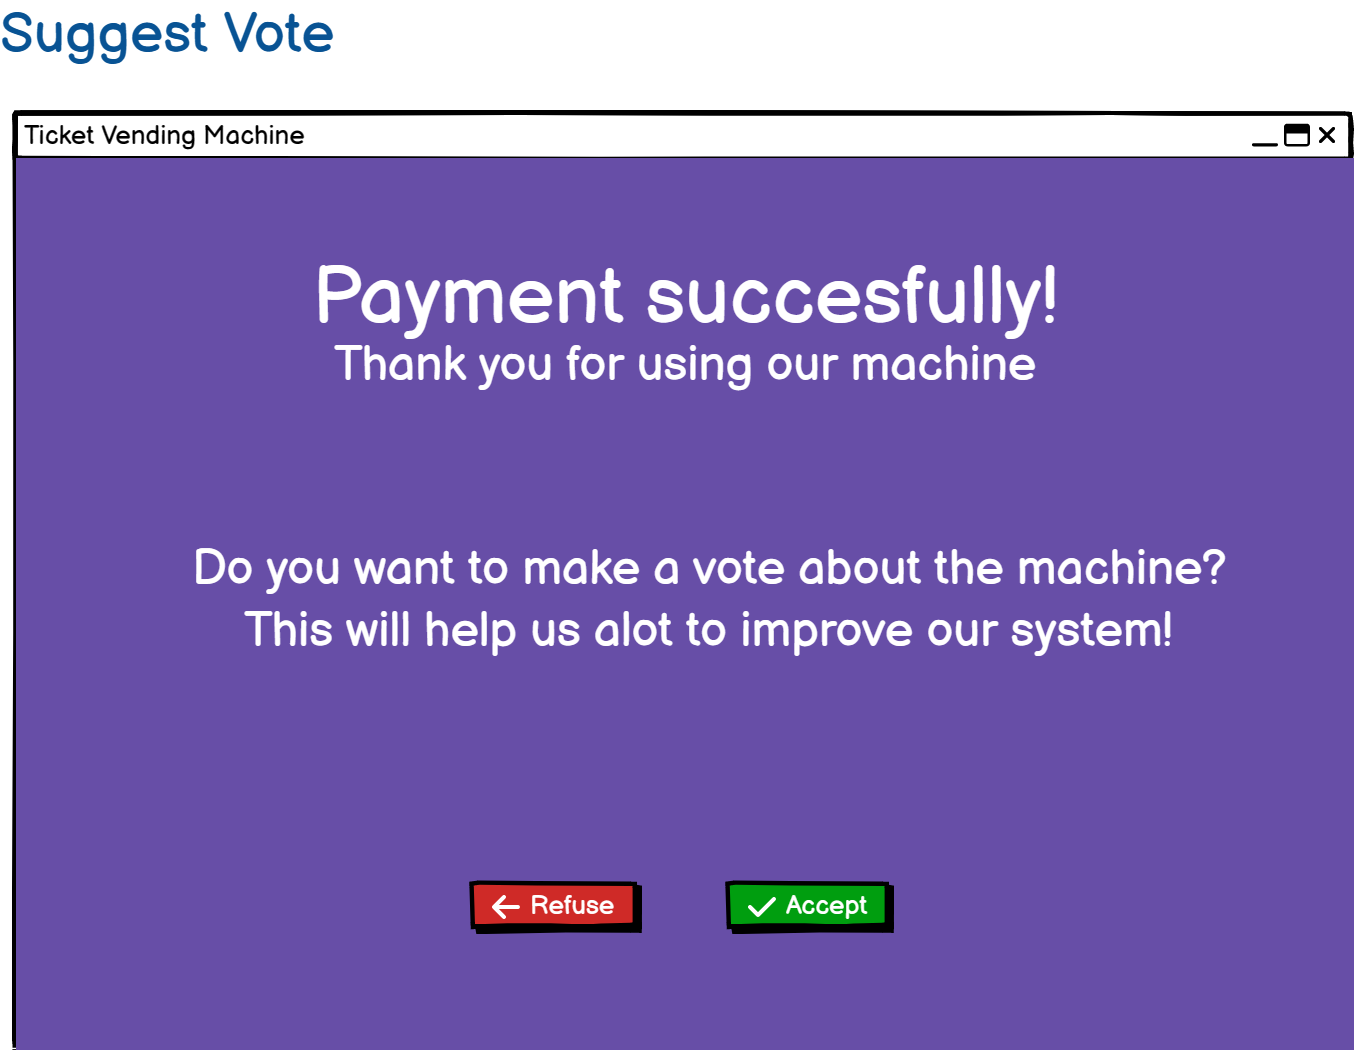 Suggest Vote
Ticket Vending Machine
Payment succesfully!
Thank you for using our machine
Do you want to make a vote about the machine?
This will help us alot to improve our system!
Refuse
Accept